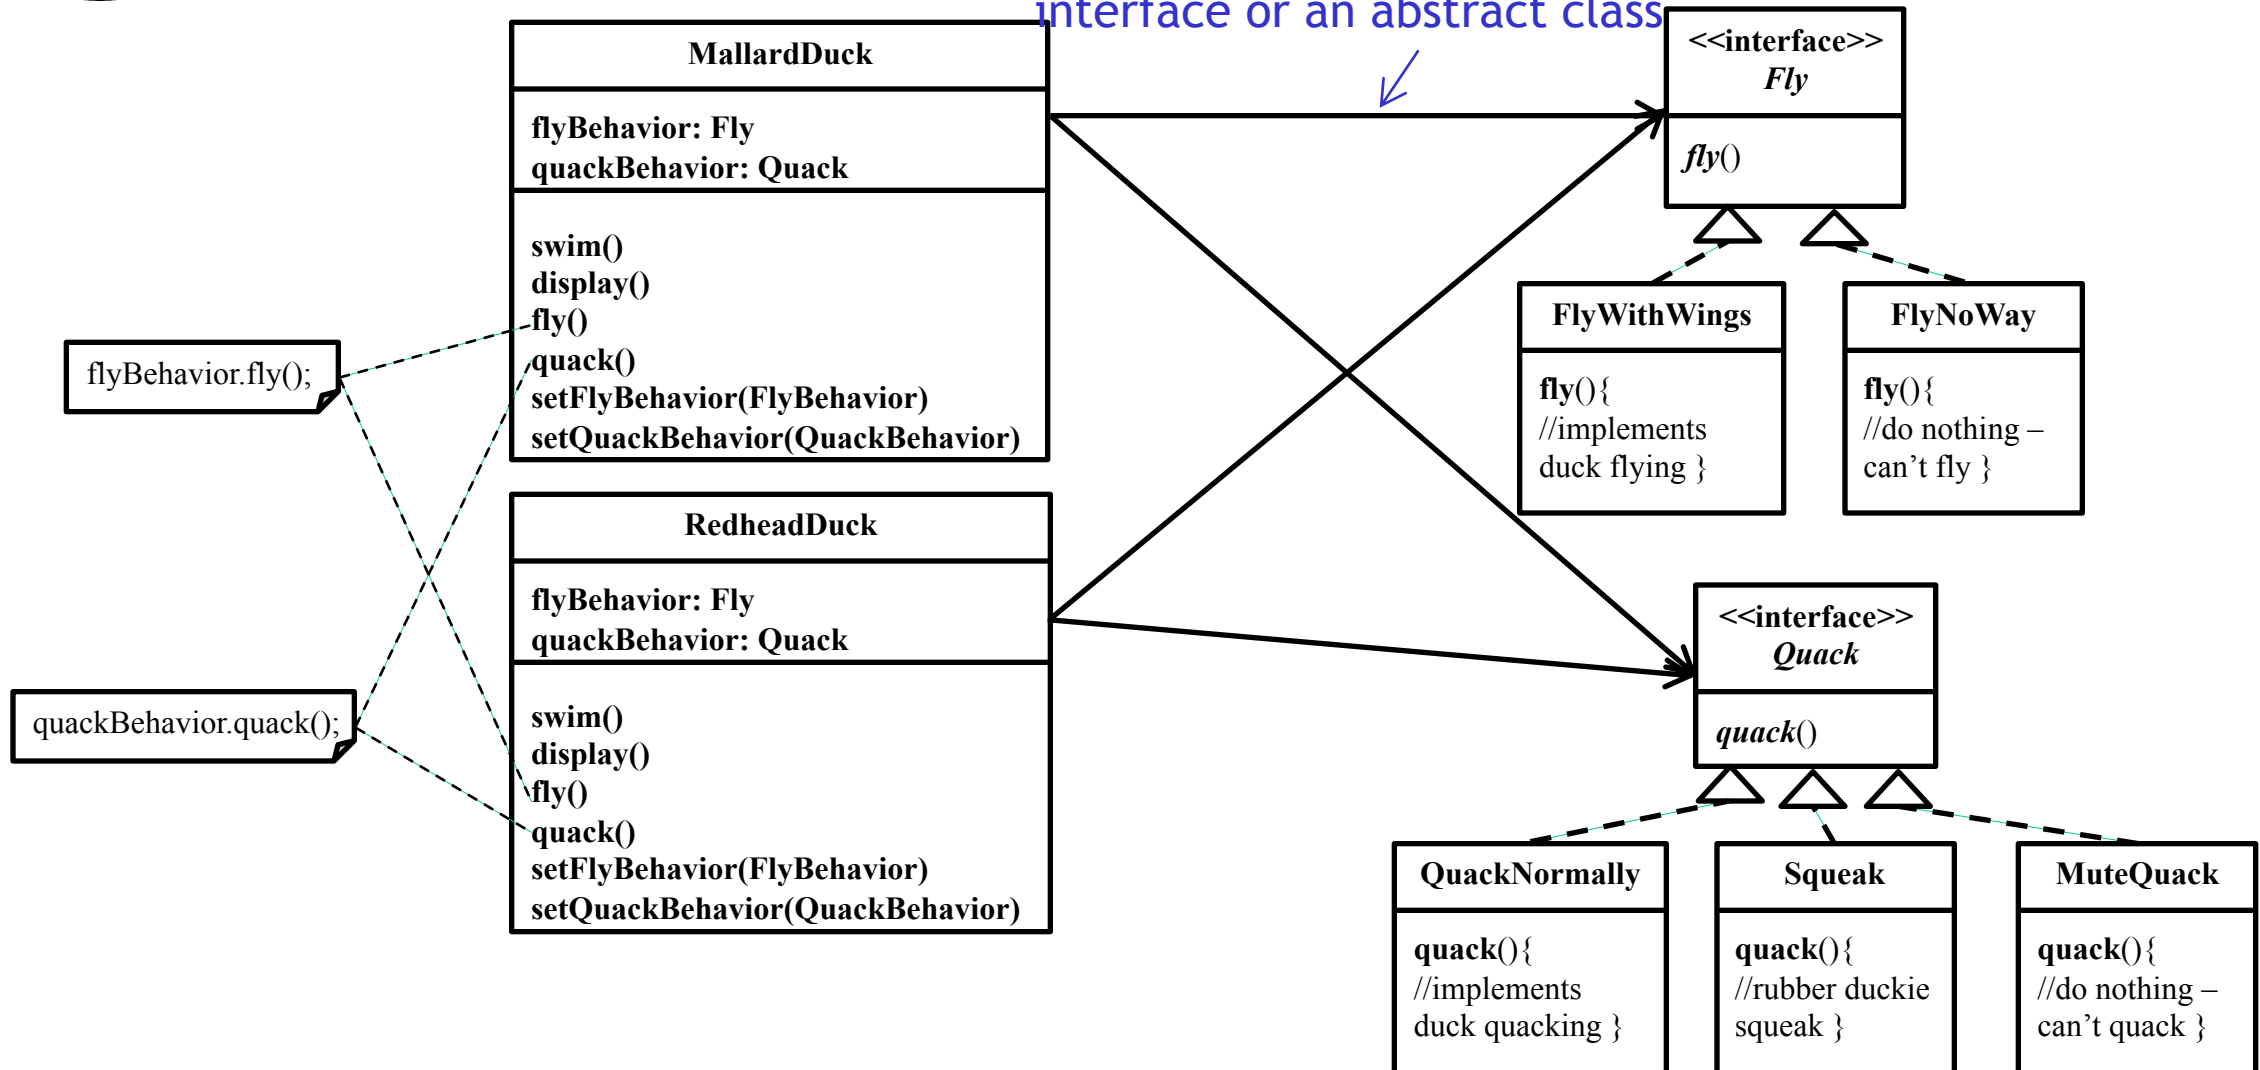 interface or an abstract class
MallardDuck
flyBehavior: Fly
quackBehavior: Quack
swim()
display()
fly()
quack()
setFlyBehavior(FlyBehavior)
setQuackBehavior(QuackBehavior)
<<interface>>
Fly
fly()
FlyWithWings
fly(){
//implements
duck flying }
FlyNoWay
fly(){
//do nothing –
can’t fly }
flyBehavior.fly();
quackBehavior.quack();
RedheadDuck
flyBehavior: Fly
quackBehavior: Quack
swim()
display()
fly()
quack()
setFlyBehavior(FlyBehavior)
setQuackBehavior(QuackBehavior)
<<interface>>
Quack
quack()
QuackNormally
quack(){
//implements
duck quacking }
Squeak
quack(){
//rubber duckie
squeak }
MuteQuack
quack(){
//do nothing –
can’t quack }